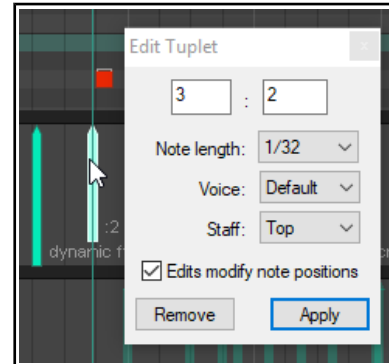 Edit Tuplet
x
3 : 2
Note length: 1/32
Voice: Default
Staff: Top
:2
dynamic f
Edits modify note positions
Remove Apply